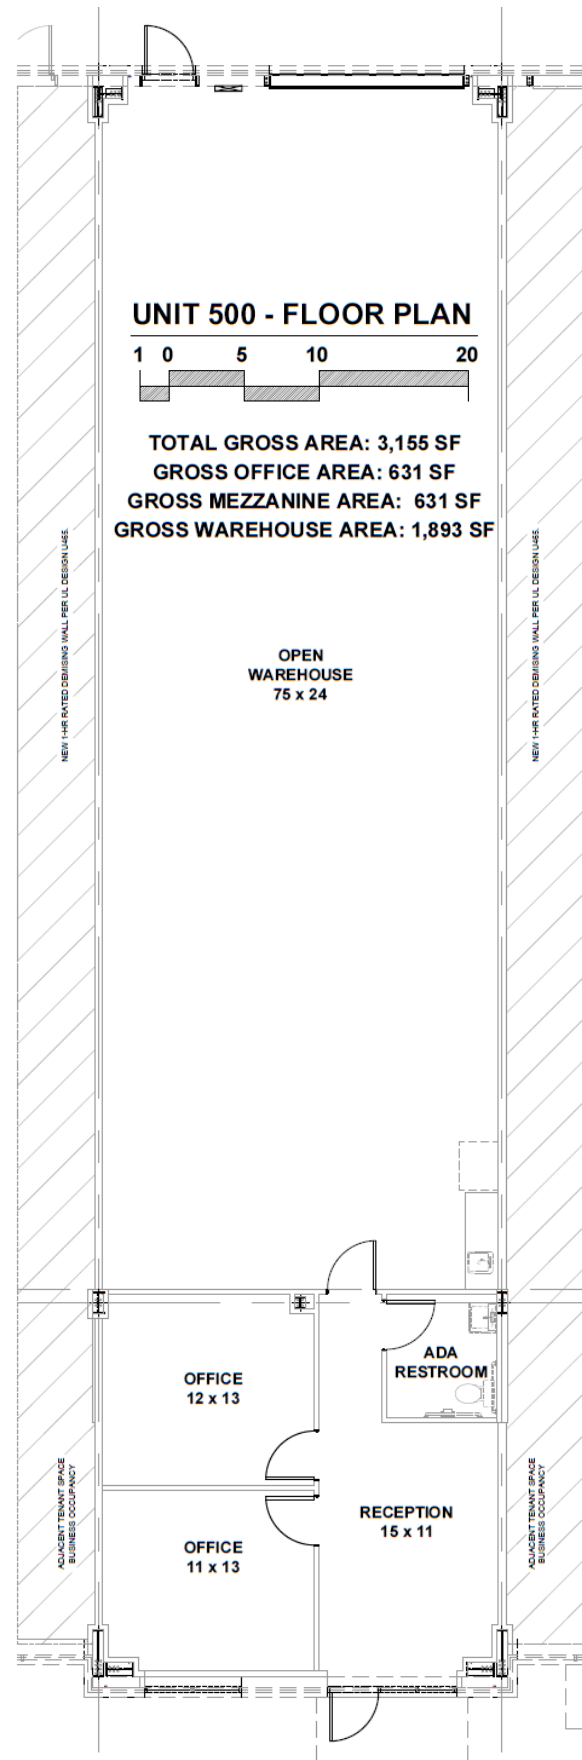 UNIT 500 - FLOOR PLAN
1 0 5 10 20
TOTAL GROSS AREA: 3,155 SF
GROSS OFFICE AREA: 631 SF
GROSS MEZZANINE AREA: 631 SF
GROSS WAREHOUSE AREA: 1,893 SF
NEW 1-HR RATED DEMISING WALL PER UL DESIGN U465.
NEW 1-HR RATED DEMISING WALL PER UL DESIGN U465.
OPEN
WAREHOUSE
75 x 24
ADA
RESTROOM
OFFICE
12 x 13
ADJACENT TENANT SPACE
BUSINESS OCCUPANCY
RECEPTION
15 x 11
ADJACENT TENANT SPACE
BUSINESS OCCUPANCY
OFFICE
11 x 13